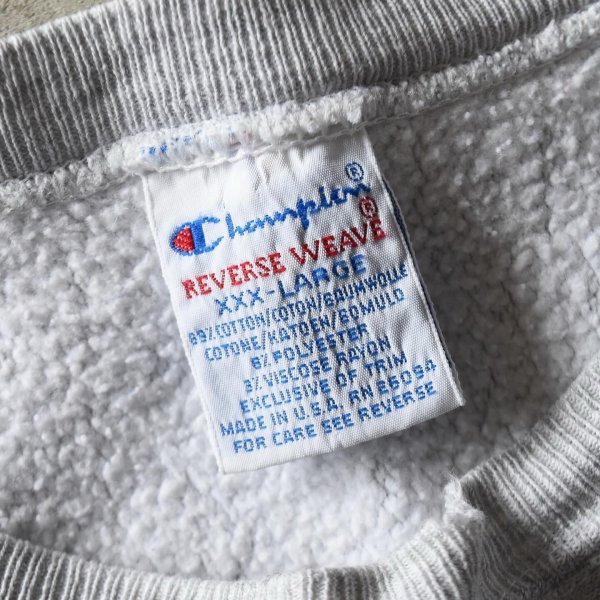 Champion®
REVERSE WEAVE®
XXX-LARGE
89% COTTON/COTON/BAUMWOLLE
COTONE/KATOEN/BOMULD
8% POLYESTER
3% VISCOSE RAYON
EXCLUSIVE OF TRIM
MADE IN U.S.A. RN 26094
FOR CARE SEE REVERSE